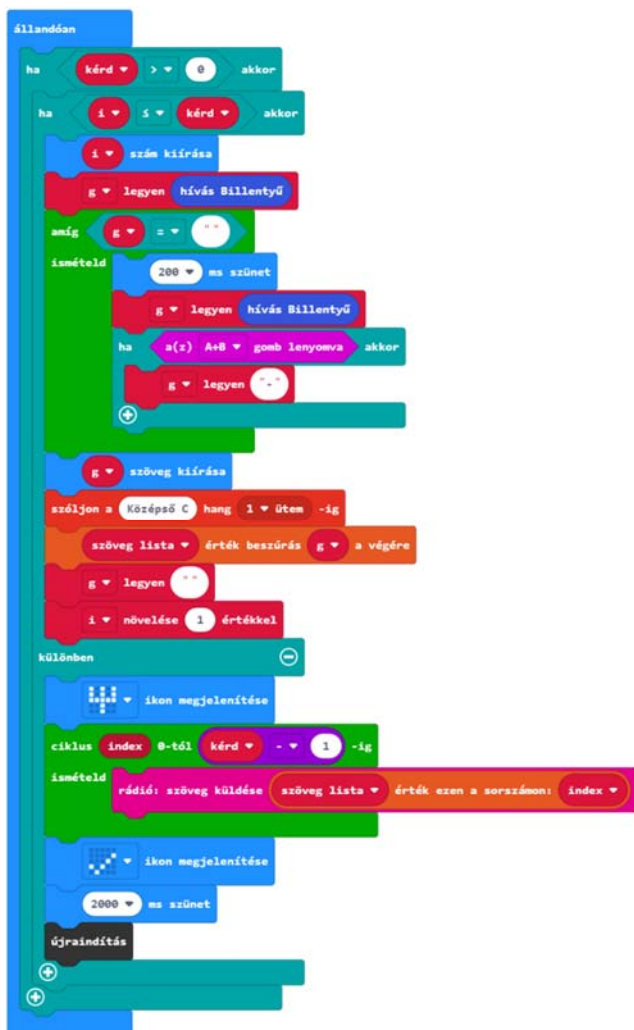 állandóan
ha kérd > 0 akkor
ha i ≤ kérd akkor
i szám kiírása
g legyen hívás Billentyű
amíg g = " "
ismételd
200 ms szünet
g legyen hívás Billentyű
ha a(z) A+B gomb lenyomva akkor
g legyen "-"
g szöveg kiírása
szóljon a Középső C hang 1 ütem -ig
szöveg lista érték beszúrás g a végére
g legyen " "
i növelése 1 értékkel
különben
ikon megjelenítése
ciklus index 0-tól kérd - 1 -ig
ismételd
rádió: szöveg küldése szöveg lista érték ezen a sorszámon: index
ikon megjelenítése
2000 ms szünet
újraindítás